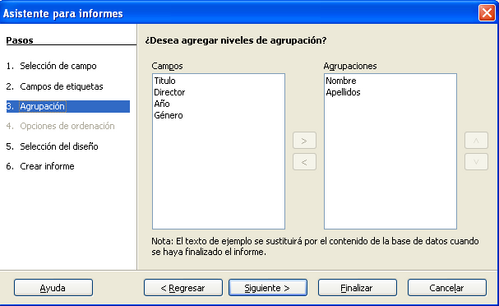 Asistente para informes
Pasos
1. Selección de campo
2. Campos de etiquetas
3. Agrupación
4. Opciones de ordenación
5. Selección del diseño
6. Crear informe
¿Desea agregar niveles de agrupación?
Campos
Titulo
Director
Año
Género
>
<
Agrupaciones
Nombre
Apellidos
^
v
Nota: El texto de ejemplo se sustituirá por el contenido de la base de datos cuando
se haya finalizado el informe.
Ayuda
< Regresar
Siguiente >
Finalizar
Cancelar